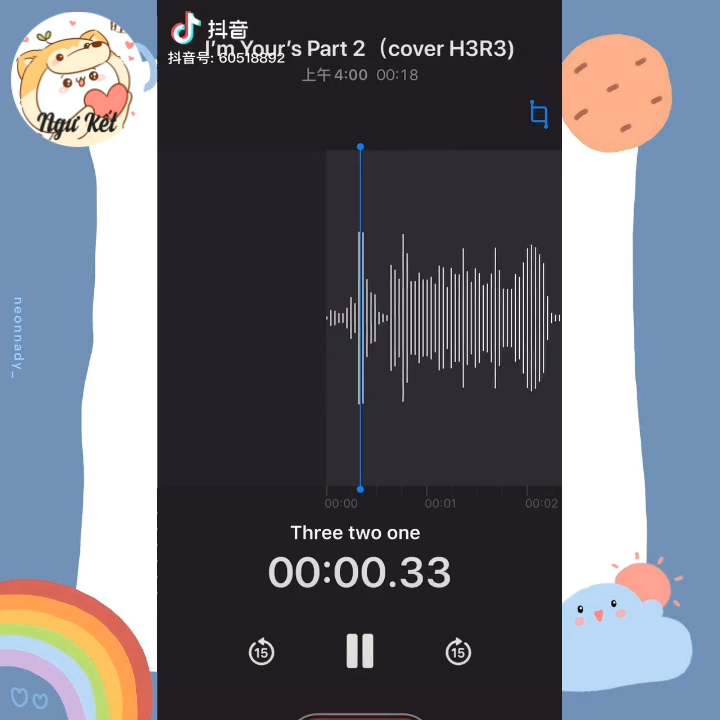 抖音
抖音号: 60518892
I'm Your's Part 2（cover H3R3)
上午4:00 00:18
Ngư Kết
neonnady_
00:00 00:01 00:02
Three two one
00:00.33
15 15